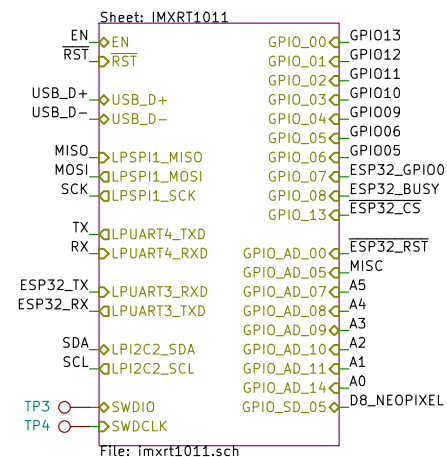 Sheet: IMXRT1011
EN EN GPIO_00 GPIO13
RST RST GPIO_01 GPIO12
GPIO_02 GPIO11
USB_D+ USB_D+ GPIO_03 GPIO10
USB_D- USB_D- GPIO_04 GPIO09
GPIO_05 GPIO06
MISO LPSPI1_MISO GPIO_06 GPIO05
MOSI LPSPI1_MOSI GPIO_07 ESP32_GPIO0
SCK LPSPI1_SCK GPIO_08 ESP32_BUSY
GPIO_13 ESP32_CS
TX LPUART4_TXD
RX LPUART4_RXD GPIO_AD_00 ESP32_RST
GPIO_AD_05 MISC
ESP32_TX LPUART3_RXD GPIO_AD_07 A5
ESP32_RX LPUART3_TXD GPIO_AD_08 A4
GPIO_AD_09 A3
SDA LPI2C2_SDA GPIO_AD_10 A2
SCL LPI2C2_SCL GPIO_AD_11 A1
GPIO_AD_14 A0
TP3 SWDIO GPIO_SD_05 D8_NEOPIXEL
TP4 SWDCLK
File: imxrt1011.sch